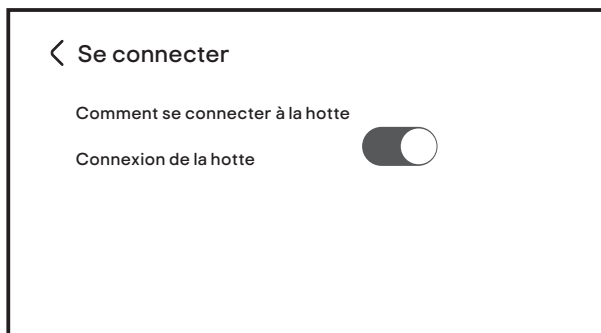 Se connecter
Comment se connecter à la hotte
Connexion de la hotte